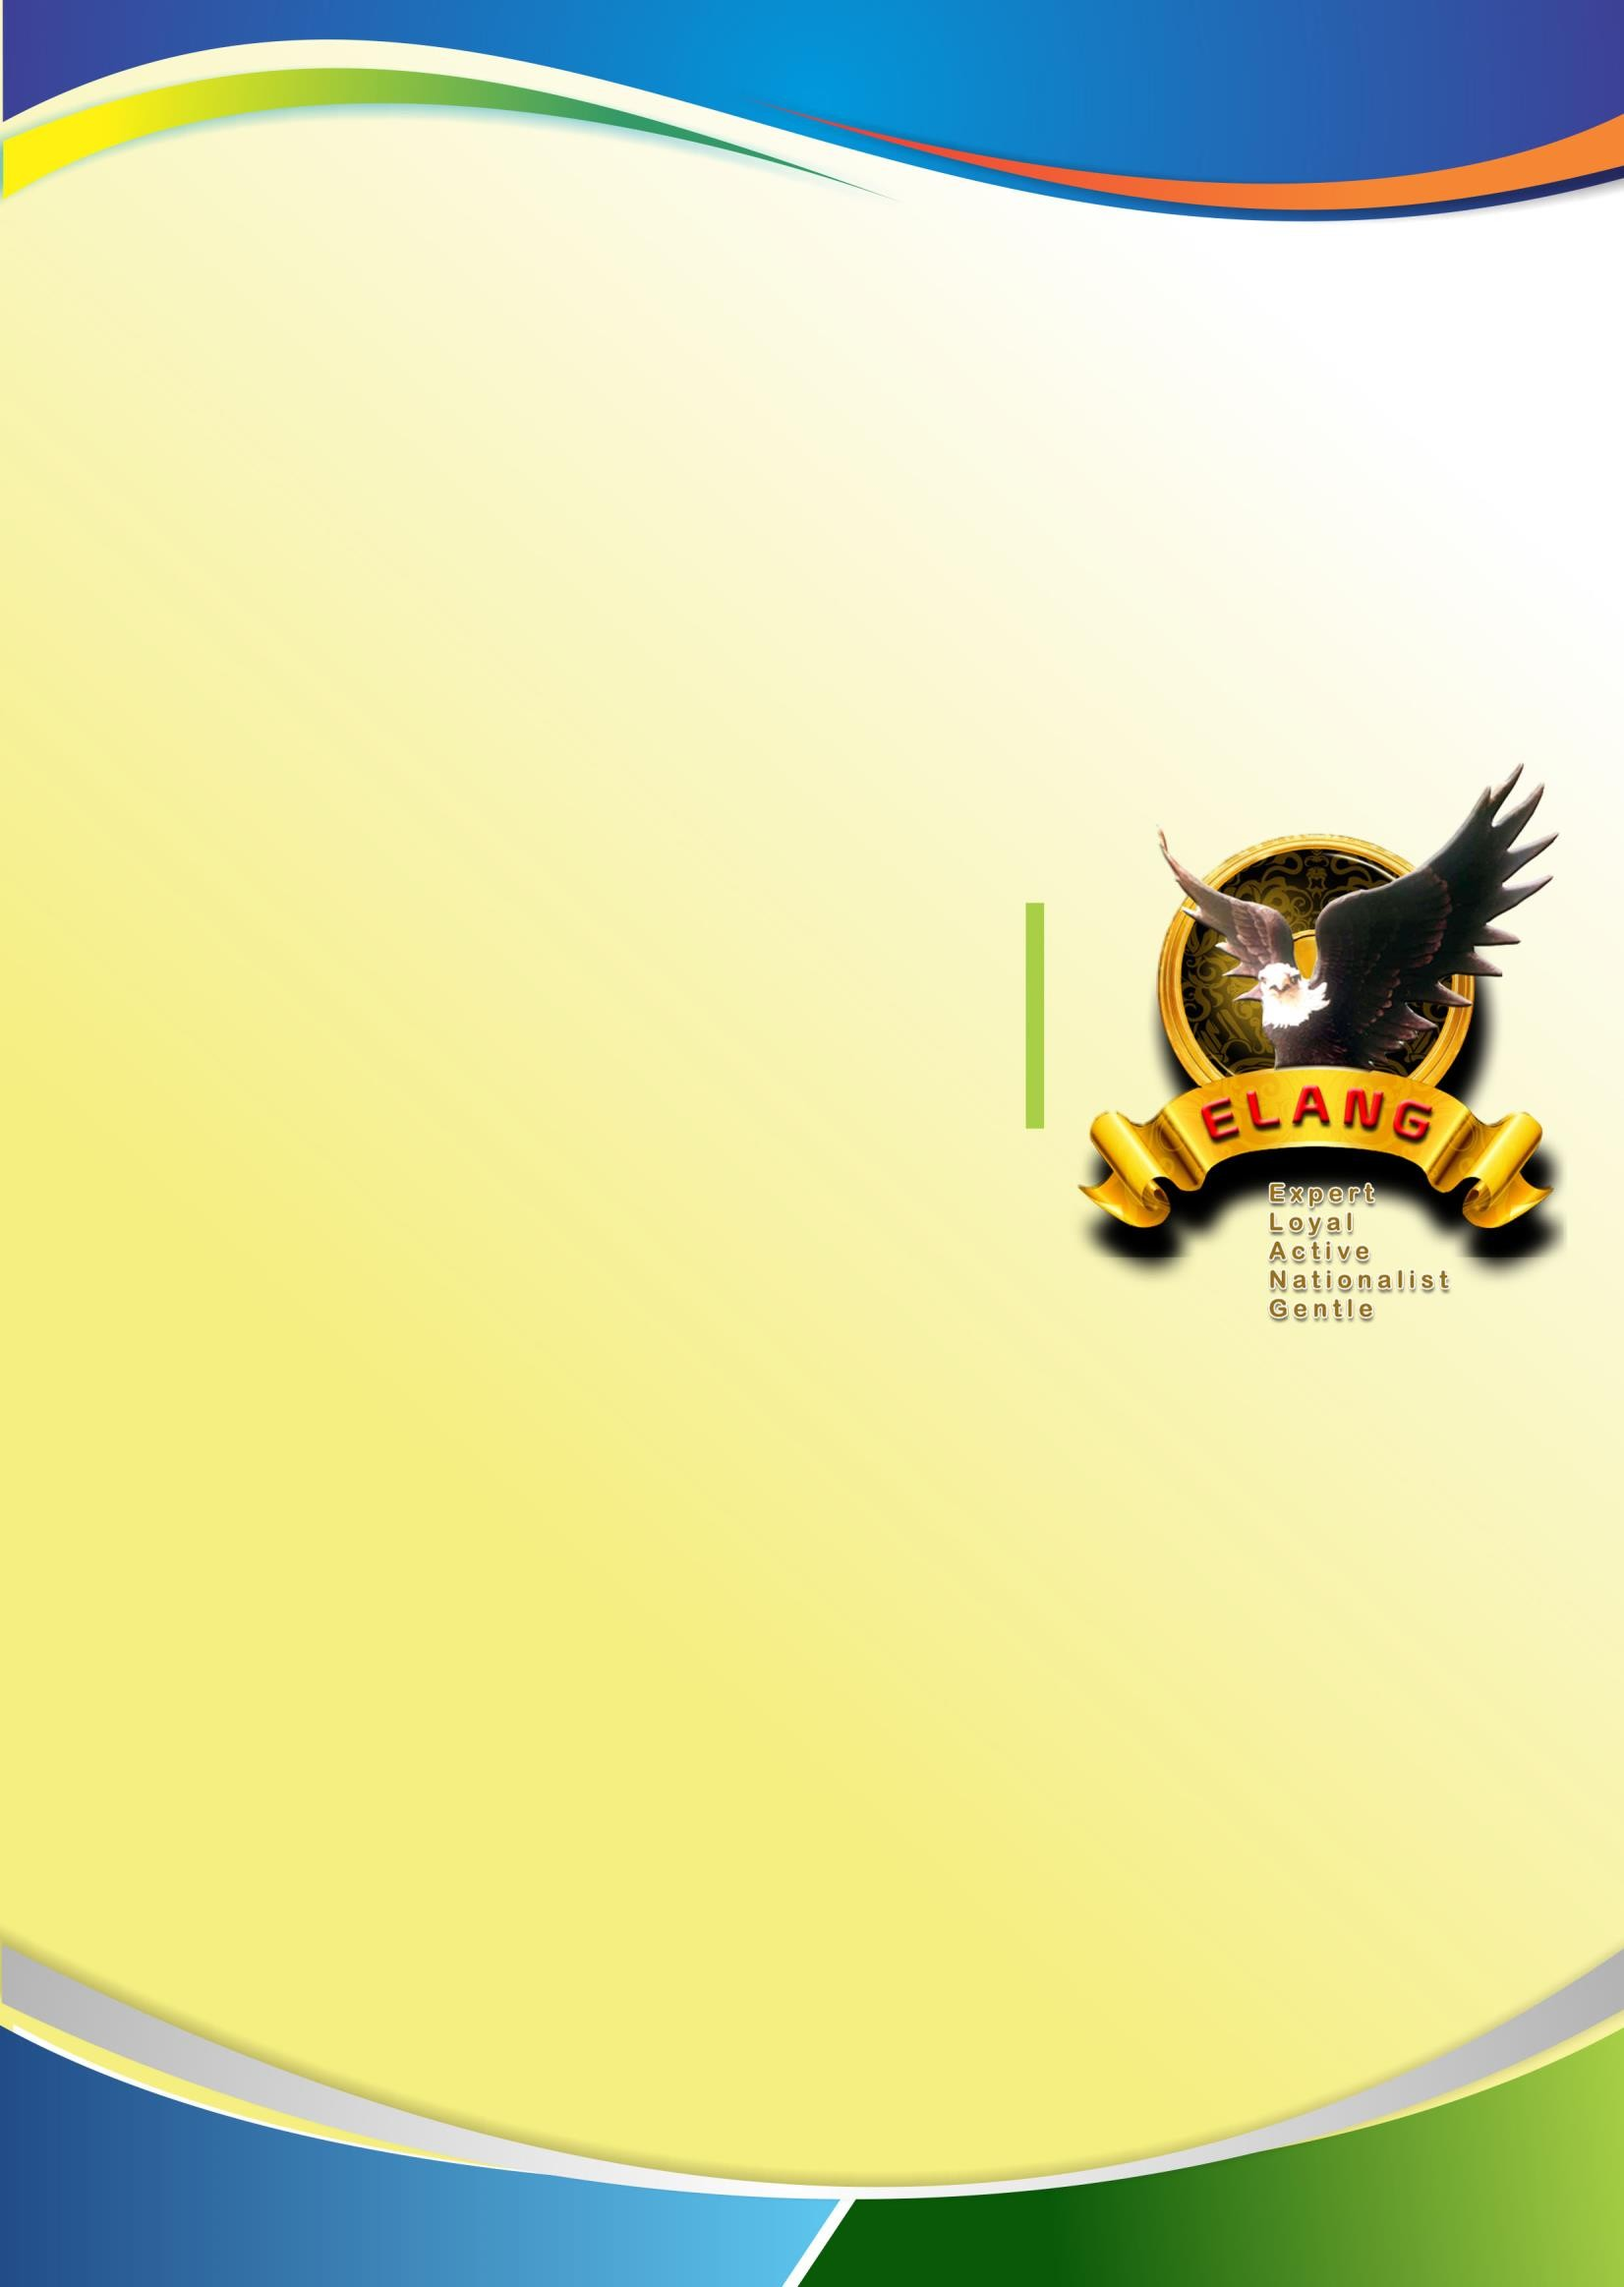 ELANG
Expert
Loyal
Active
Nationalist
Gentle